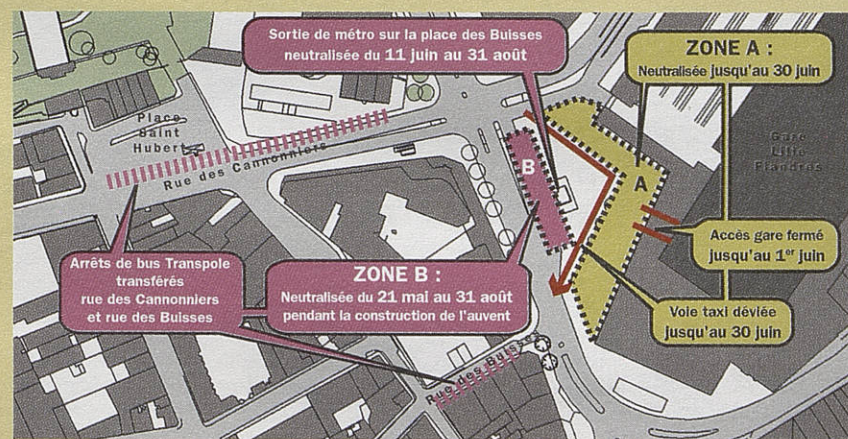 Sortie de métro sur la place des Buisses
neutralisée du 11 juin au 31 août
ZONE A :
Neutralisée jusqu'au 30 juin
Place
Saint
Hubert
Rue des Cannonniers
Gare
Lille
Flandres
B
A
Accès gare fermé
jusqu'au 1er juin
Arrêts de bus Transpole
transférés
rue des Cannonniers
et rue des Buisses
ZONE B :
Neutralisée du 21 mai au 31 août
pendant la construction de l'auvent
Voie taxi déviée
jusqu'au 30 juin
Rue des Buisses